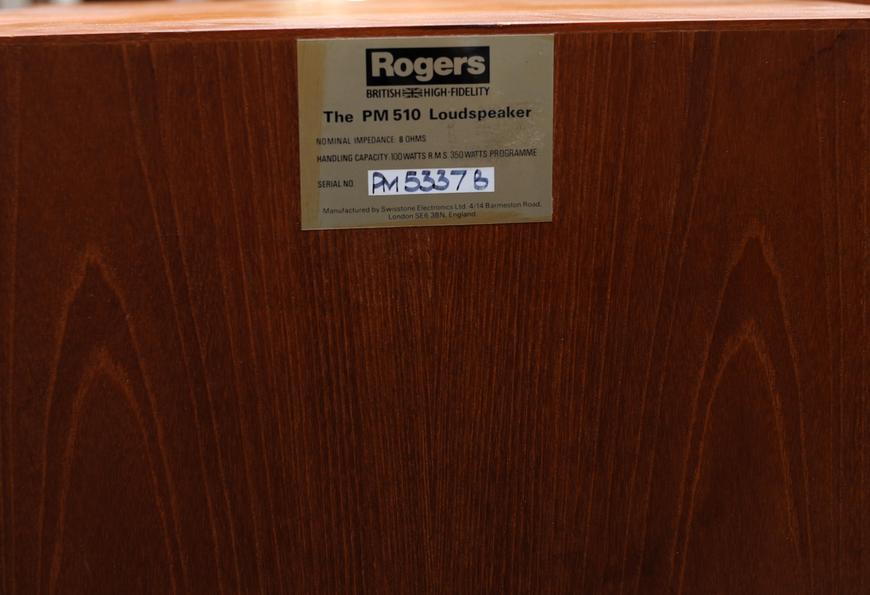 Rogers
BRITISH HIGH-FIDELITY
The PM 510 Loudspeaker
NOMINAL IMPEDANCE 8 OHMS
HANDLING CAPACITY 100 WATTS R.M.S. 350 WATTS PROGRAMME
SERIAL NO. PM 5337 B
Manufactured by Swisstone Electronics Ltd. 4/14 Barmeston Road,
London SE6 3BN, England